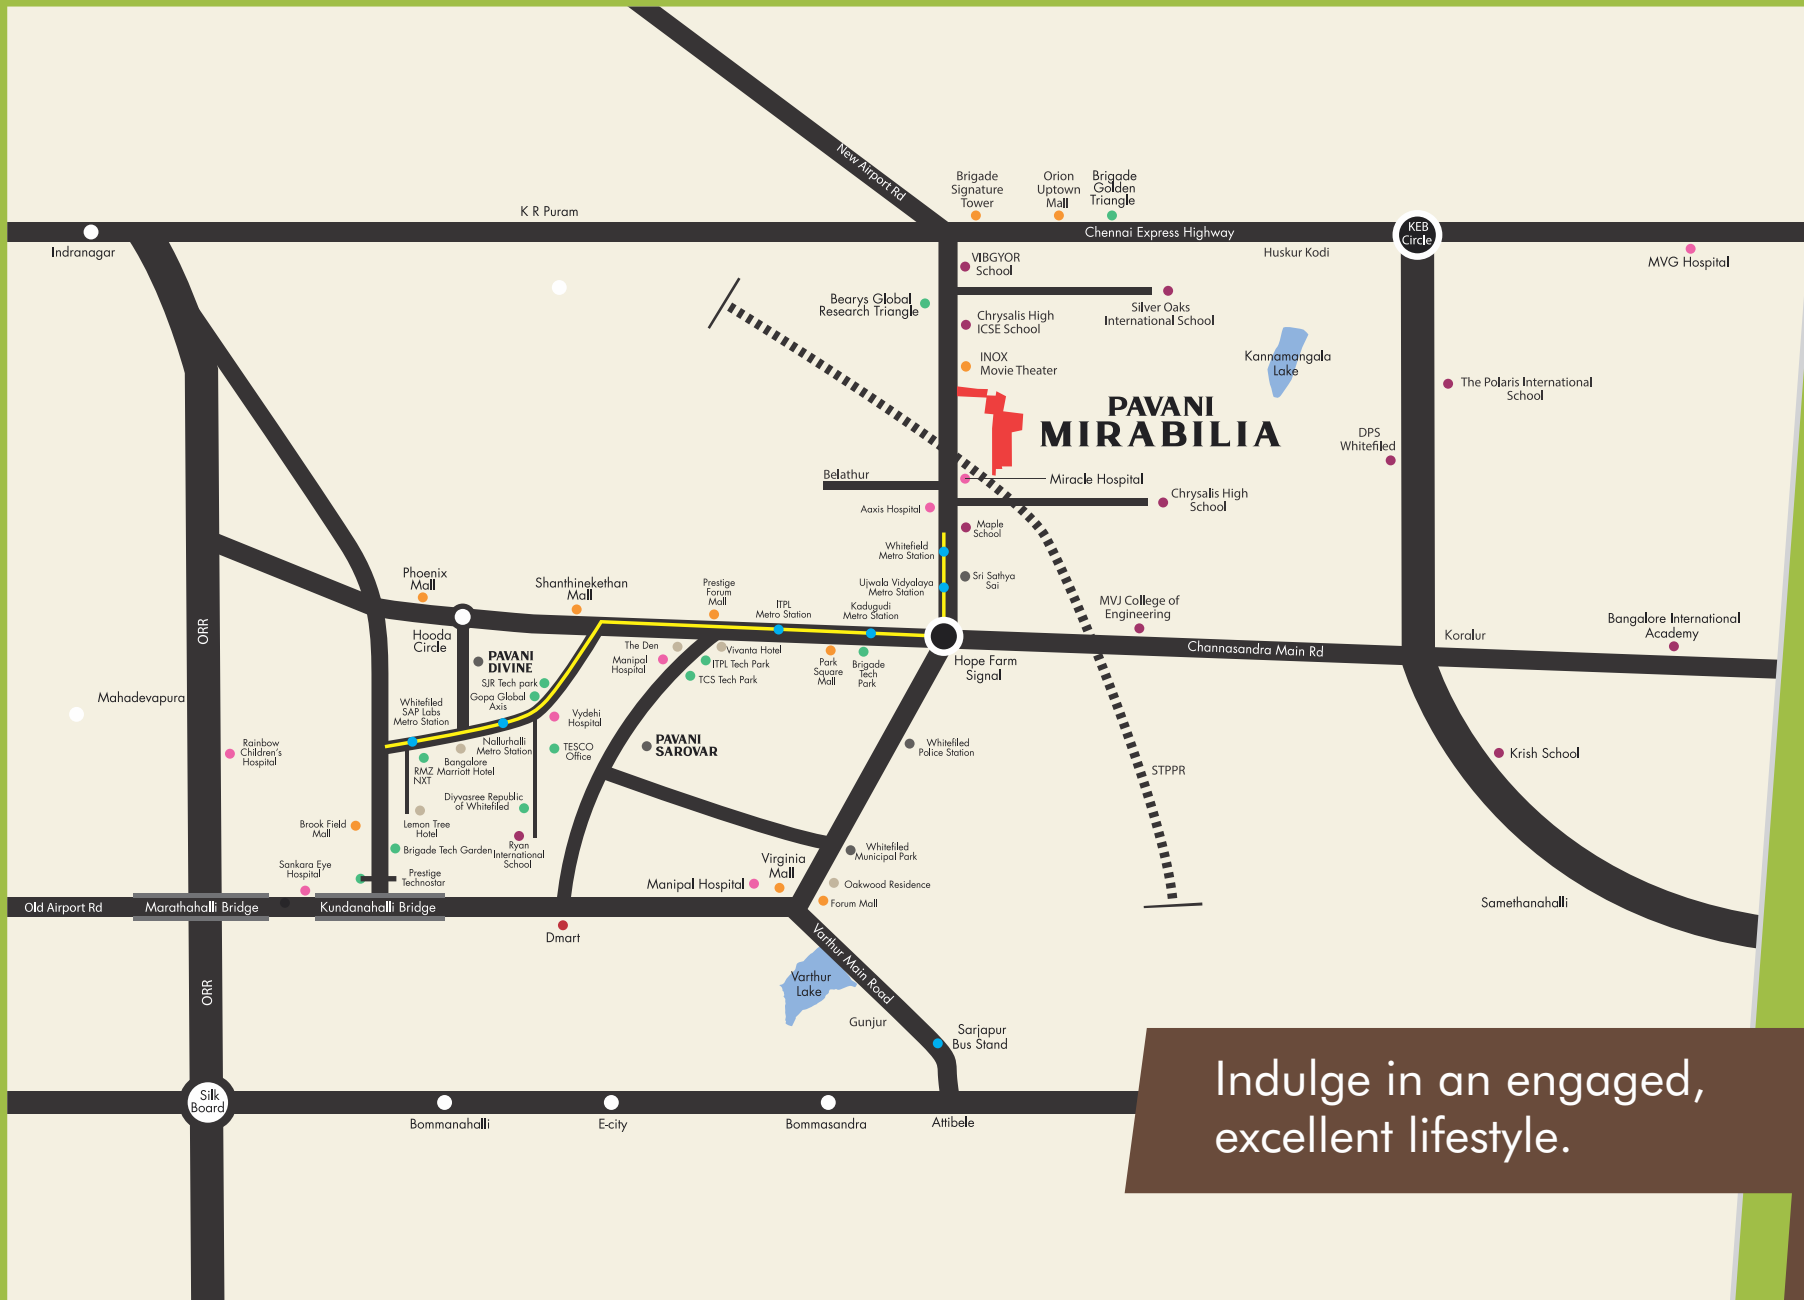 New Airport Rd
Brigade
Signature
Tower
Orion
Uptown
Mall
Brigade
Golden
Triangle
K R Puram
Indranagar
Chennai Express Highway
KEB
Circle
Huskur Kodi
MVG Hospital
VIBGYOR
School
Bearys Global
Research Triangle
Silver Oaks
International School
Chrysalis High
ICSE School
INOX
Movie Theater
Kannamangala
Lake
The Polaris International
School
PAVANI
MIRABILIA
DPS
Whitefiled
Belathur
Miracle Hospital
Chrysalis High
School
Aaxis Hospital
Maple
School
Whitefield
Metro Station
Sri Sathya
Sai
Ujwala Vidyalaya
Metro Station
Phoenix
Mall
Shanthinekethan
Mall
Prestige
Forum
Mall
ITPL
Metro Station
Kadugudi
Metro Station
MVJ College of
Engineering
Bangalore International
Academy
Koralur
ORR
Hooda
Circle
PAVANI
DIVINE
The Den
Manipal
Hospital
Vivanta Hotel
ITPL Tech Park
TCS Tech Park
Park
Square
Mall
Brigade
Tech
Park
Hope Farm
Signal
Channasandra Main Rd
SJR Tech park
Gopa Global
Axis
Mahadevapura
Whitefiled
SAP Labs
Metro Station
Vydehi
Hospital
Nallurhalli
Metro Station
TESCO
Office
PAVANI
SAROVAR
Whitefiled
Police Station
Rainbow
Children's
Hospital
RMZ
NXT
Bangalore
Marriott Hotel
STPPR
Krish School
Diyvasree Republic
of Whitefiled
Brook Field
Mall
Lemon Tree
Hotel
Brigade Tech Garden
Ryan
International
School
Whitefiled
Municipal Park
Sankara Eye
Hospital
Prestige
Technostar
Manipal Hospital
Virginia
Mall
Oakwood Residence
Forum Mall
Samethanahalli
Old Airport Rd
Marathahalli Bridge
Kundanahalli Bridge
Dmart
Varthur Main Road
Varthur
Lake
ORR
Gunjur
Sarjapur
Bus Stand
Silk
Board
Bommanahalli
E-city
Bommasandra
Attibele
Indulge in an engaged,
excellent lifestyle.